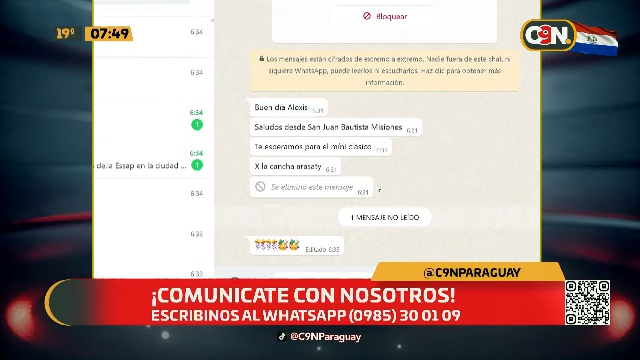 19º 07:49
C9N
Bloquear
6:34
Los mensajes están cifrados de extremo a extremo. Nadie fuera de este chat, ni
siquiera WhatsApp, puede leerlos ni escucharlos. Haz clic para obtener más
información.
6:34
Buen día Alexis 6:31
6:34
1
Saludos desde San Juan Bautista Misiones 6:31
Te esperamos para el míni clasico 6:31
6:34
de la Essap en la ciudad ... 1
X la cancha arasaty 6:31
Se eliminó este mensaje 6:31
6:34
1 MENSAJE NO LEÍDO
6:33
Editado 6:35
6:33
@C9NPARAGUAY
¡COMUNICATE CON NOSOTROS!
ESCRIBINOS AL WHATSAPP (0985) 30 01 09
@C9NParaguay